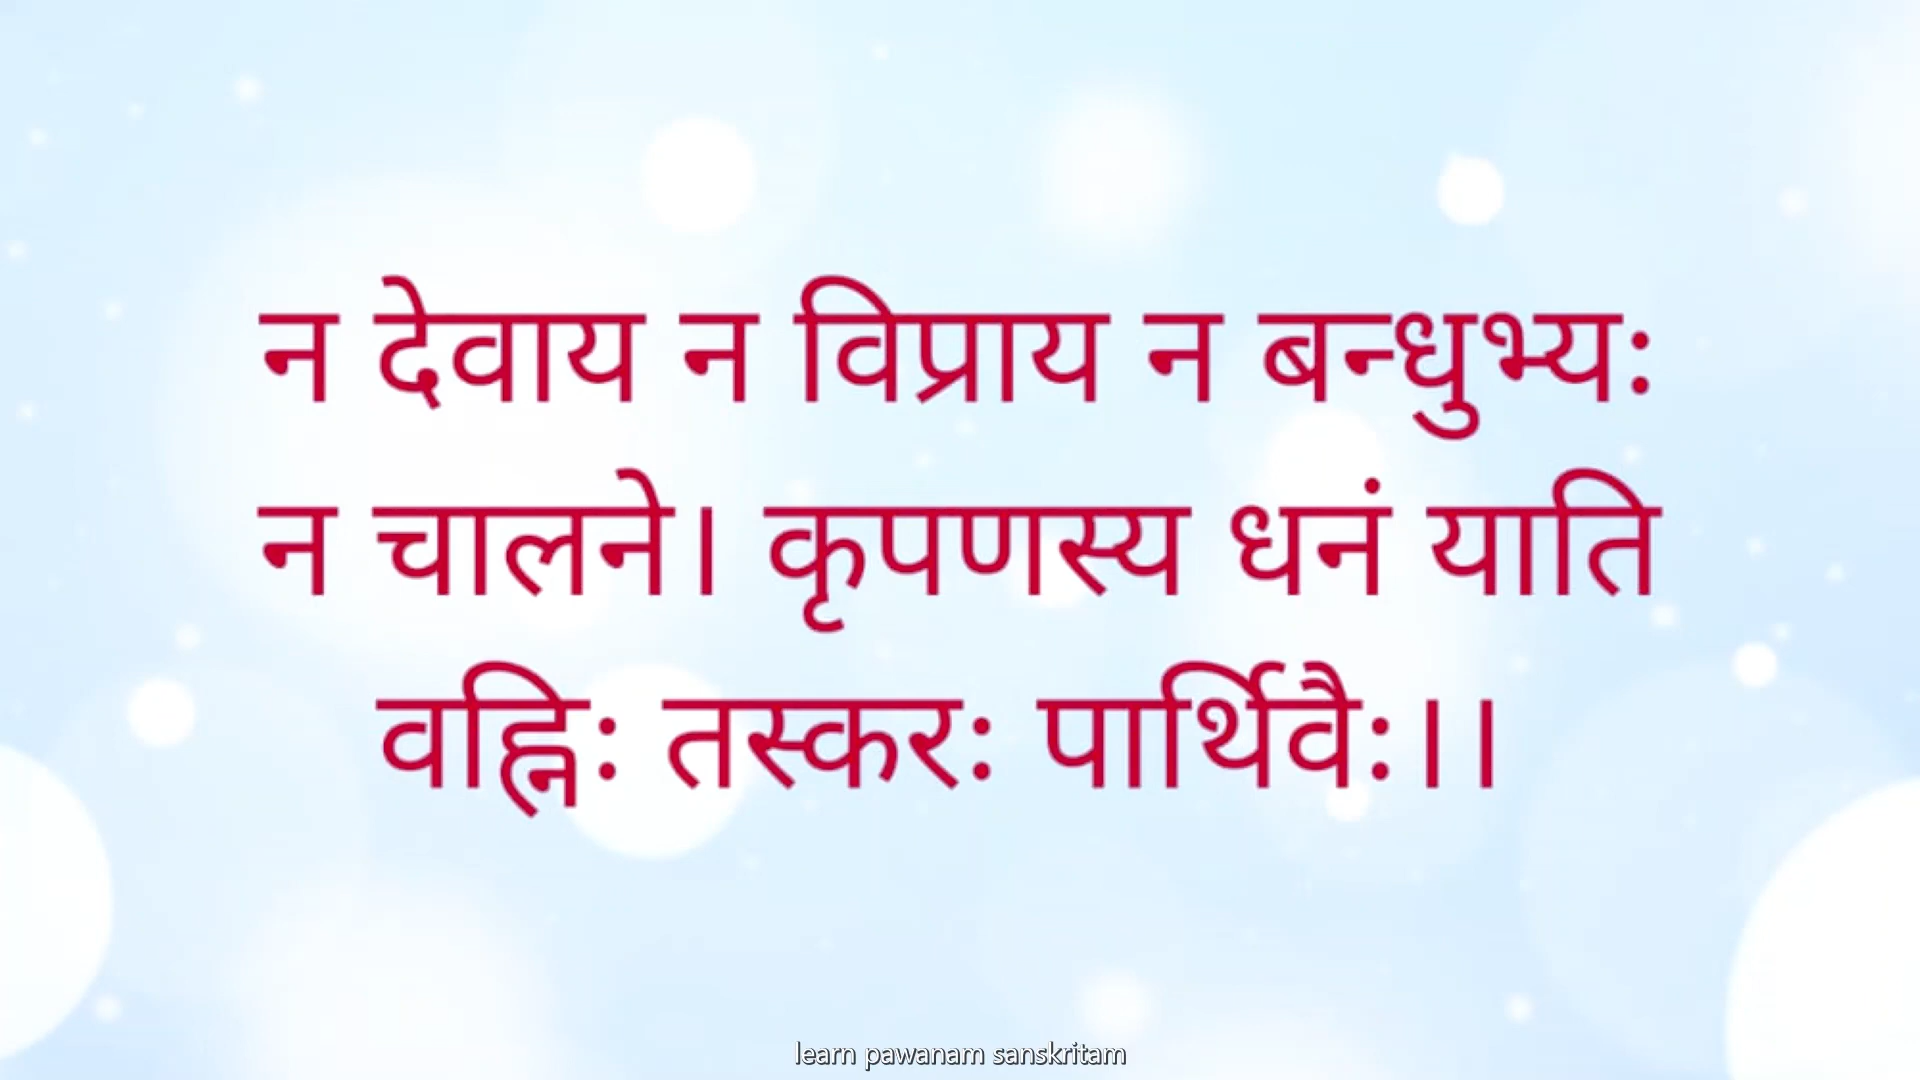 न देवाय न विप्राय न बन्धुभ्यः
न चालने। कृपणस्य धनं याति
वह्निः तस्करः पार्थिवैः।।
learn pawanam sanskritam